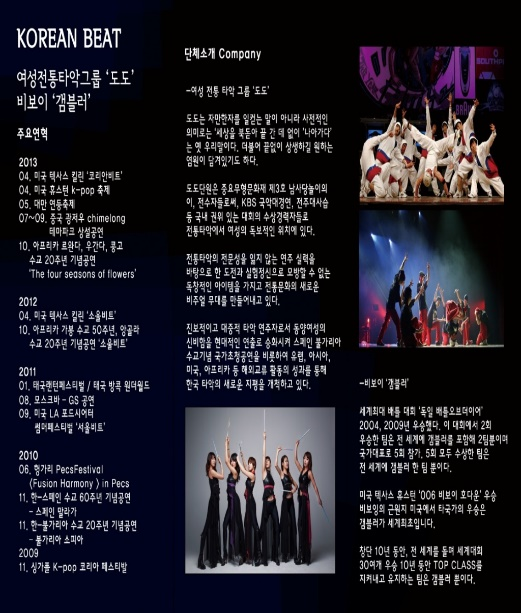 KOREAN BEAT
여성전통타악그룹 '도도'
비보이 '갬블러'
주요연혁
2013
04. 미국 텍사스 킬린 '코리안비트'
04. 미국 휴스턴 k-pop 축제
05. 대만 연등축제
07~09. 중국 광저우 chimelong
테마파크 상설공연
10. 아프리카 르완다, 우간다, 콩고
수교 20주년 기념공연
'The four seasons of flowers'
2012
04. 미국 텍사스 킬린 '소울비트'
10. 아프리카 가봉 수교 50주년, 앙골라
수교 20주년 기념공연 '소울비트'
2011
01. 태국랜턴페스티벌 / 태국 방콕 원더월드
08. 모스크바 - GS 공연
09. 미국 LA 포드시어터
썸머페스티벌 '서울비트'
2010
06. 헝가리 PecsFestival
<Fusion Harmony > in Pecs
11. 한-스페인 수교 60주년 기념공연
- 스페인 말라가
11. 한-불가리아 수교 20주년 기념공연
- 불가리아 소피아
2009
11. 싱가폴 K-pop 코리아 페스티발
단체소개 Company
-여성 전통 타악 그룹 '도도'
도도는 자만한자를 일컫는 말이 아니라 사전적인
의미로는 '세상을 북돋아 끝 간 데 없이 '나아가다'
는 옛 우리말이다. 더불어 끝없이 상생하길 원하는
염원이 담겨있기도 하다.
도도단원은 중요무형문화재 제3호 남사당놀이의
이, 전수자들로써, KBS 국악대경연, 전주대사습
등 국내 권위 있는 대회의 수상경력자들로
전통타악에서 여성의 독보적인 위치에 있다.
전통타악의 전문성을 잃지 않는 연주 실력을
바탕으로 한 도전과 실험정신으로 모방할 수 없는
독창적인 아이템을 가지고 전통문화의 새로운
비주얼 무대를 만들어내고 있다.
진보적이고 대중적 타악 연주자로서 동양여성의
신비함을 현대적인 연출로 승화시켜 스페인 불가리아
수교기념 국가초청공연을 비롯하여 유럽, 아시아,
미국, 아프리카 등 해외교류 활동의 성과를 통해
한국 타악의 새로운 지평을 개척하고 있다.
-비보이 '갬블러'
세계최대 배틀 대회 '독일 배틀오브더이어'
2004, 2009년 우승했다. 이 대회에서 2회
우승한 팀은 전 세계에 갬블러를 포함해 2팀뿐이며
국가대표로 5회 참가, 5회 모두 수상한 팀은
전 세계에 갬블러 한 팀 뿐이다.
미국 텍사스 휴스턴 '006 비보이 호다운' 우승
비보잉의 근원지 미국에서 타국가의 우승은
갬블러가 세계최초입니다.
창단 10년 동안, 전 세계를 돌며 세계대회
30여개 우승 10년 동안 TOP CLASS를
지켜내고 유지하는 팀은 갬블러 뿐이다.